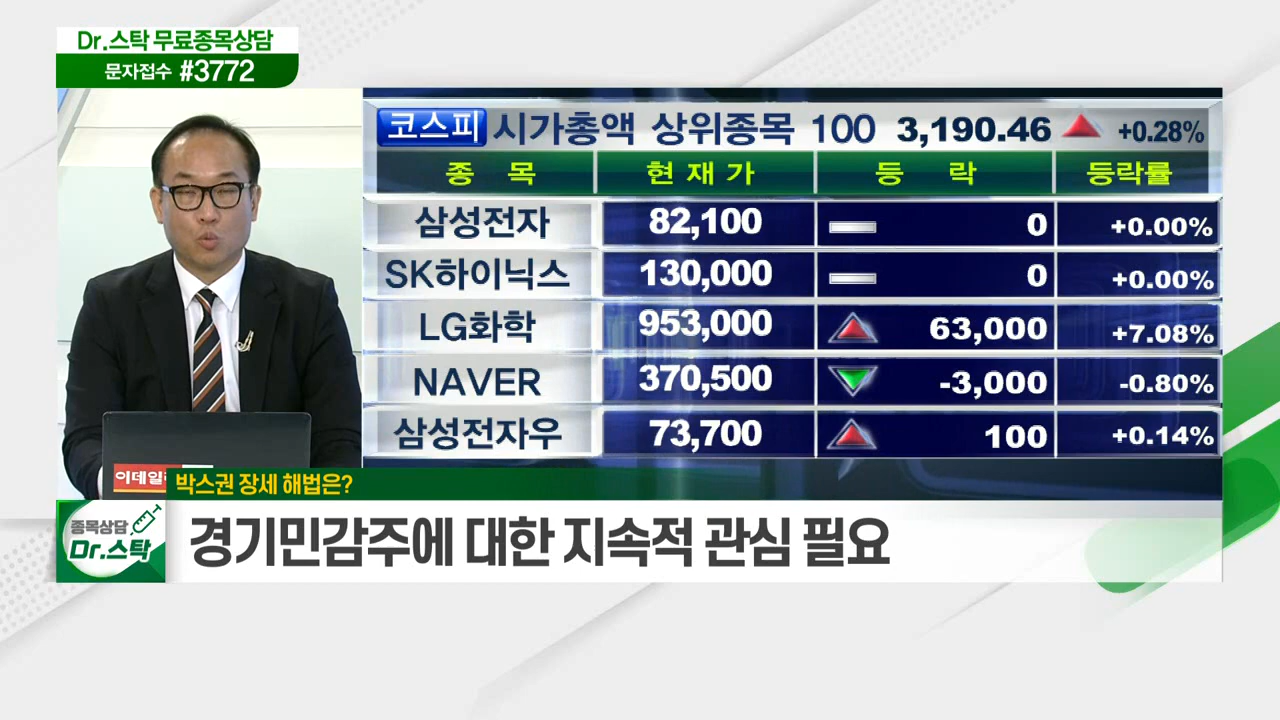 Dr.스탁 무료종목상담
문자접수 #3772
코스피 시가총액 상위종목 100 3,190.46 +0.28%
종 목 현 재 가 등 락 등락률
삼성전자 82,100 0 +0.00%
SK하이닉스 130,000 0 +0.00%
LG화학 953,000 63,000 +7.08%
NAVER 370,500 -3,000 -0.80%
삼성전자우 73,700 100 +0.14%
박스권 장세 해법은?
종목상담
Dr.스탁
경기민감주에 대한 지속적 관심 필요